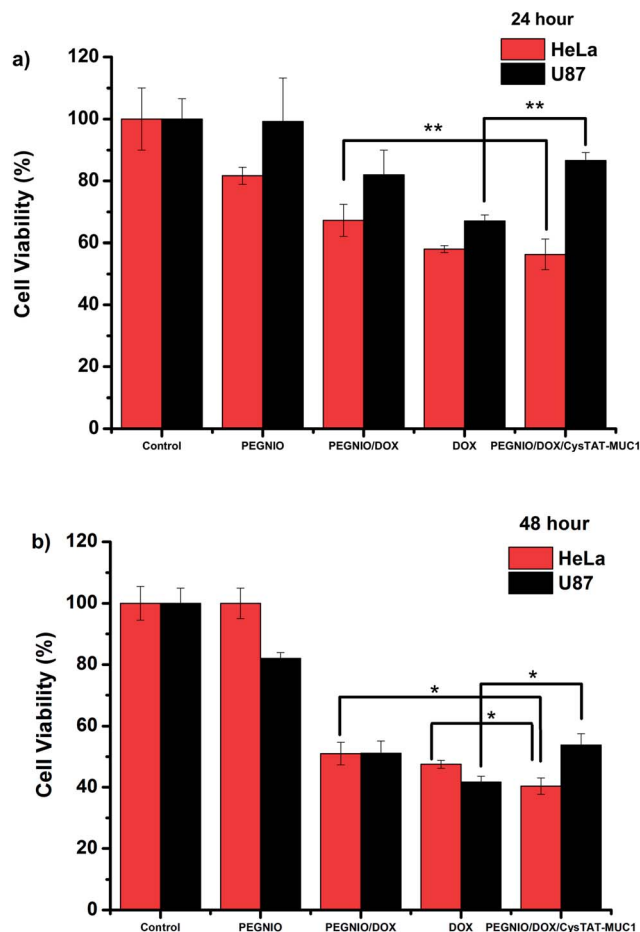 a)
24 hour
HeLa
U87
Cell Viability (%)
120
100
80
60
40
20
0
**
**
Control PEGNIO PEGNIO/DOX DOX PEGNIO/DOX/CysTAT-MUC1
b)
48 hour
HeLa
U87
Cell Viability (%)
120
100
80
60
40
20
0
*
*
*
Control PEGNIO PEGNIO/DOX DOX PEGNIO/DOX/CysTAT-MUC1